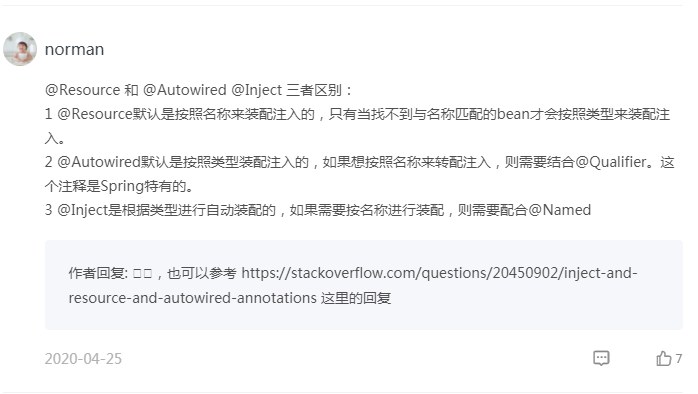 norman
@Resource 和 @Autowired @Inject 三者区别：
1 @Resource默认是按照名称来装配注入的，只有当找不到与名称匹配的bean才会按照类型来装配注
入。
2 @Autowired默认是按照类型装配注入的，如果想按照名称来转配注入，则需要结合@Qualifier。这
个注释是Spring特有的。
3 @Inject是根据类型进行自动装配的，如果需要按名称进行装配，则需要配合@Named
作者回复: □□，也可以参考 https://stackoverflow.com/questions/20450902/inject-and-
resource-and-autowired-annotations 这里的回复
2020-04-25
7